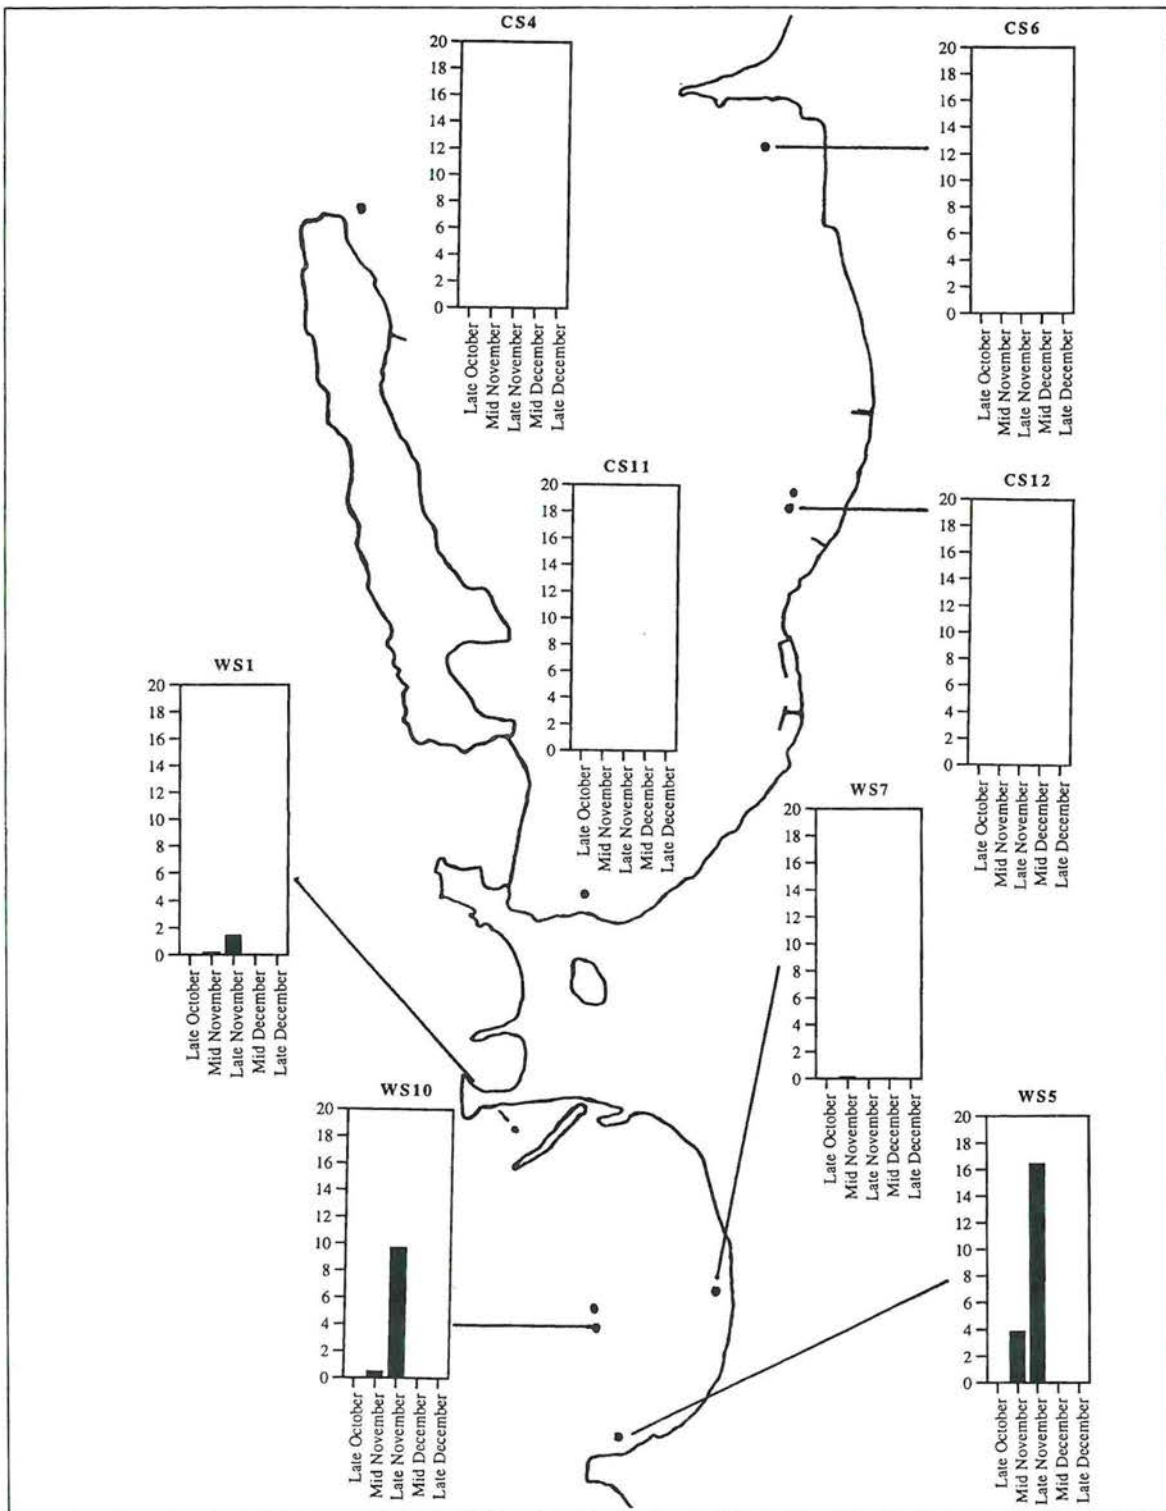 CS4
20
18
16
14
12
10
8
6
4
2
0
Late October
Mid November
Late November
Mid December
Late December
CS6
20
18
16
14
12
10
8
6
4
2
0
Late October
Mid November
Late November
Mid December
Late December
CS11
20
18
16
14
12
10
8
6
4
2
0
Late October
Mid November
Late November
Mid December
Late December
CS12
20
18
16
14
12
10
8
6
4
2
0
Late October
Mid November
Late November
Mid December
Late December
WS1
20
18
16
14
12
10
8
6
4
2
0
Late October
Mid November
Late November
Mid December
Late December
WS7
20
18
16
14
12
10
8
6
4
2
0
Late October
Mid November
Late November
Mid December
Late December
WS10
20
18
16
14
12
10
8
6
4
2
0
Late October
Mid November
Late November
Mid December
Late December
WS5
20
18
16
14
12
10
8
6
4
2
0
Late October
Mid November
Late November
Mid December
Late December